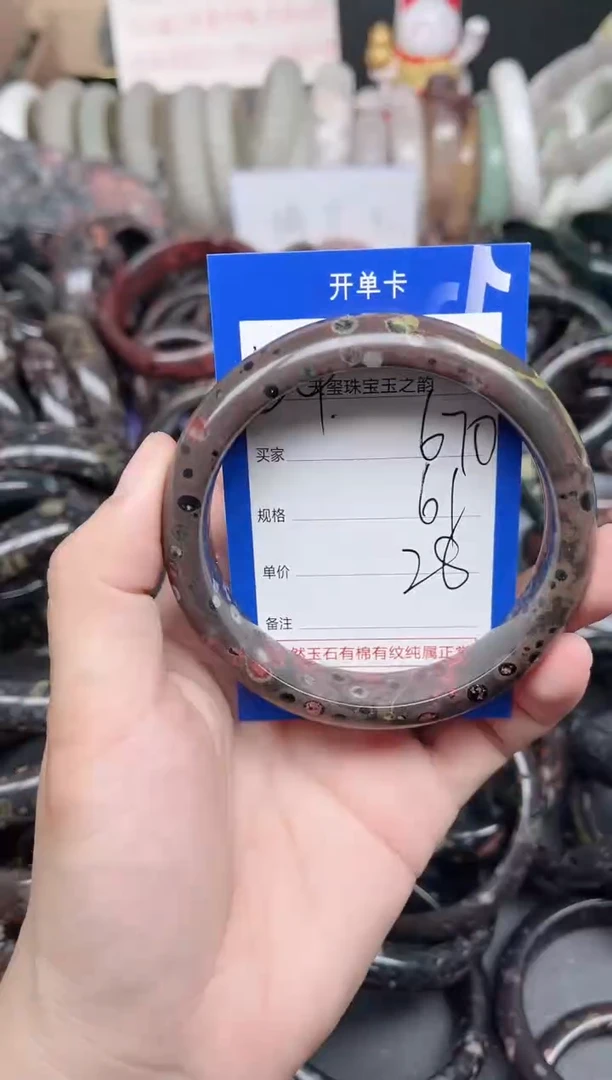 开单卡
天玺珠宝玉之韵
买家 670
规格 61
单价 28
备注
然玉石有棉有纹纯属正常